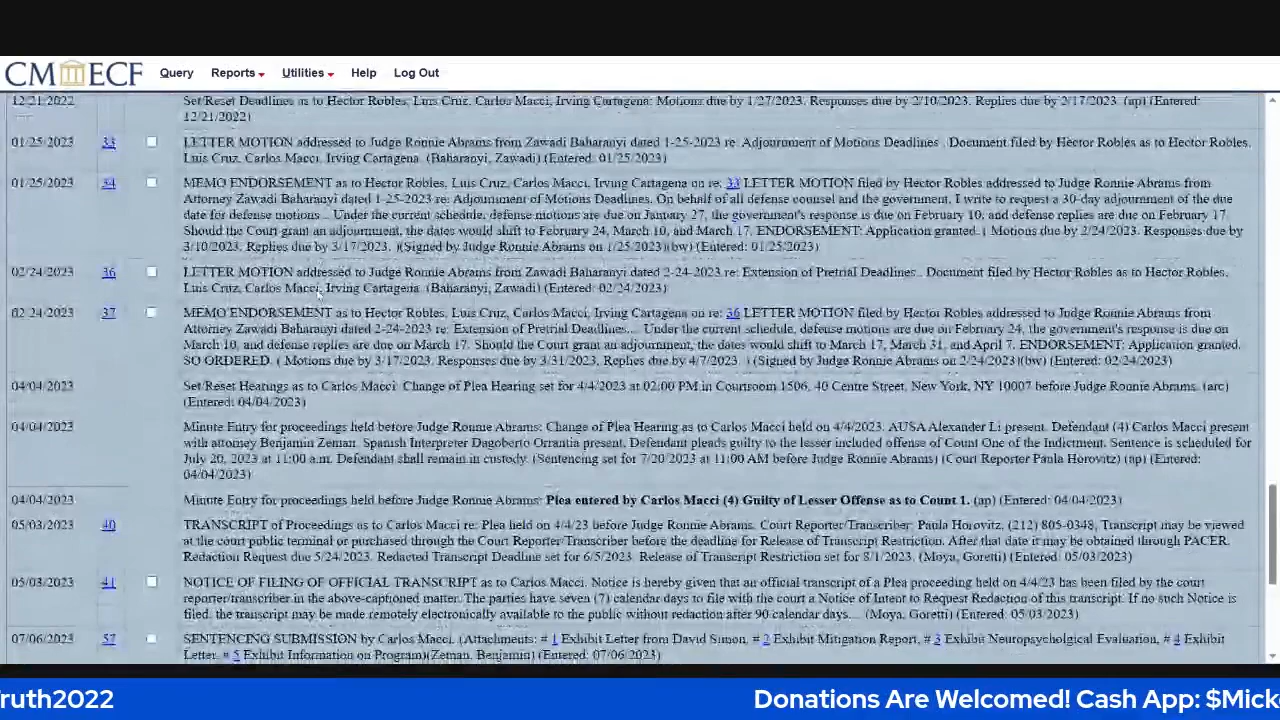 CM ECF Query Reports Utilities Help Log Out
12/21/2022 Set/Reset Deadlines as to Hector Robles, Luis Cruz, Carlos Macci, Irving Cartagena: Motions due by 1/27/2023. Responses due by 2/10/2023. Replies due by 2/17/2023. (ap) (Entered:
12/21/2022)
01/25/2023 33 LETTER MOTION addressed to Judge Ronnie Abrams from Zawadi Baharanyi dated 1-25-2023 re: Adjournment of Motions Deadlines . Document filed by Hector Robles as to Hector Robles,
Luis Cruz, Carlos Macci, Irving Cartagena. (Baharanyi, Zawadi) (Entered: 01/25/2023)
01/25/2023 34 MEMO ENDORSEMENT as to Hector Robles, Luis Cruz, Carlos Macci, Irving Cartagena on re: 33 LETTER MOTION filed by Hector Robles addressed to Judge Ronnie Abrams from
Attorney Zawadi Baharanyi dated 1-25-2023 re: Adjournment of Motions Deadlines. On behalf of all defense counsel and the government, I write to request a 30-day adjournment of the due
date for defense motions... Under the current schedule, defense motions are due on January 27, the government's response is due on February 10, and defense replies are due on February 17.
Should the Court grant an adjournment, the dates would shift to February 24, March 10, and March 17. ENDORSEMENT: Application granted. ( Motions due by 2/24/2023. Responses due by
3/10/2023. Replies due by 3/17/2023. )(Signed by Judge Ronnie Abrams on 1/25/2023)(bw) (Entered: 01/25/2023)
02/24/2023 36 LETTER MOTION addressed to Judge Ronnie Abrams from Zawadi Baharanyi dated 2-24-2023 re: Extension of Pretrial Deadlines . Document filed by Hector Robles as to Hector Robles,
Luis Cruz, Carlos Macci, Irving Cartagena. (Baharanyi, Zawadi) (Entered: 02/24/2023)
02/24/2023 37 MEMO ENDORSEMENT as to Hector Robles, Luis Cruz, Carlos Macci, Irving Cartagena on re: 36 LETTER MOTION filed by Hector Robles addressed to Judge Ronnie Abrams from
Attorney Zawadi Baharanyi dated 2-24-2023 re: Extension of Pretrial Deadlines.... Under the current schedule, defense motions are due on February 24, the government's response is due on
March 10, and defense replies are due on March 17. Should the Court grant an adjournment, the dates would shift to March 17, March 31, and April 7. ENDORSEMENT: Application granted.
SO ORDERED. ( Motions due by 3/17/2023. Responses due by 3/31/2023. Replies due by 4/7/2023. ) (Signed by Judge Ronnie Abrams on 2/24/2023)(bw) (Entered: 02/24/2023)
04/04/2023 Set/Reset Hearings as to Carlos Macci: Change of Plea Hearing set for 4/4/2023 at 02:00 PM in Courtroom 1506, 40 Centre Street, New York, NY 10007 before Judge Ronnie Abrams. (arc)
(Entered: 04/04/2023)
04/04/2023 Minute Entry for proceedings held before Judge Ronnie Abrams: Change of Plea Hearing as to Carlos Macci held on 4/4/2023. AUSA Alexander Li present. Defendant (4) Carlos Macci present
with attorney Benjamin Zeman. Spanish Interpreter Dagoberto Orrantia present. Defendant pleads guilty to the lesser included offense of Count One of the Indictment. Sentence is scheduled for
July 20, 2023 at 11:00 a.m. Defendant shall remain in custody. (Sentencing set for 7/20/2023 at 11:00 AM before Judge Ronnie Abrams) (Court Reporter Paula Horovitz) (ap) (Entered:
04/04/2023)
04/04/2023 Minute Entry for proceedings held before Judge Ronnie Abrams: Plea entered by Carlos Macci (4) Guilty of Lesser Offense as to Count 1. (ap) (Entered: 04/04/2023)
05/03/2023 40 TRANSCRIPT of Proceedings as to Carlos Macci re: Plea held on 4/4/23 before Judge Ronnie Abrams. Court Reporter/Transcriber: Paula Horovitz, (212) 805-0348, Transcript may be viewed
at the court public terminal or purchased through the Court Reporter/Transcriber before the deadline for Release of Transcript Restriction. After that date it may be obtained through PACER.
Redaction Request due 5/24/2023. Redacted Transcript Deadline set for 6/5/2023. Release of Transcript Restriction set for 8/1/2023. (Moya, Goretti) (Entered: 05/03/2023)
05/03/2023 41 NOTICE OF FILING OF OFFICIAL TRANSCRIPT as to Carlos Macci. Notice is hereby given that an official transcript of a Plea proceeding held on 4/4/23 has been filed by the court
reporter/transcriber in the above-captioned matter. The parties have seven (7) calendar days to file with the court a Notice of Intent to Request Redaction of this transcript. If no such Notice is
filed, the transcript may be made remotely electronically available to the public without redaction after 90 calendar days.... (Moya, Goretti) (Entered: 05/03/2023)
07/06/2023 57 SENTENCING SUBMISSION by Carlos Macci. (Attachments: # 1 Exhibit Letter from David Simon, # 2 Exhibit Mitigation Report, # 3 Exhibit Neuropsycholgical Evaluation, # 4 Exhibit
Letter, # 5 Exhibit Information on Program)(Zeman, Benjamin) (Entered: 07/06/2023)
ruth2022 Donations Are Welcomed! Cash App: $Mick